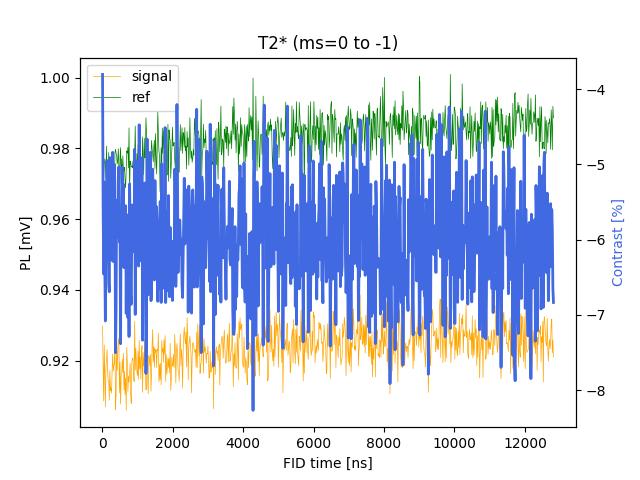 T2* (ms=0 to -1)
signal
ref
1.00
0.98
0.96
0.94
0.92
PL [mV]
−4
−5
−6
−7
−8
Contrast [%]
0
2000
4000
6000
8000
10000
12000
FID time [ns]